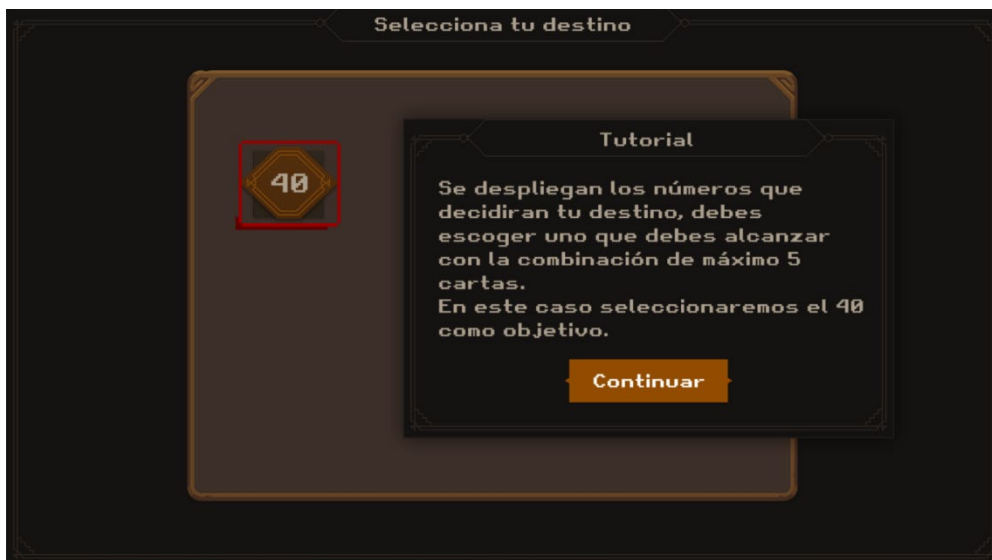 Selecciona tu destino
40
Tutorial
Se despliegan los números que
decidiran tu destino, debes
escoger uno que debes alcanzar
con la combinación de máximo 5
cartas.
En este caso seleccionaremos el 40
como objetivo.
Continuar